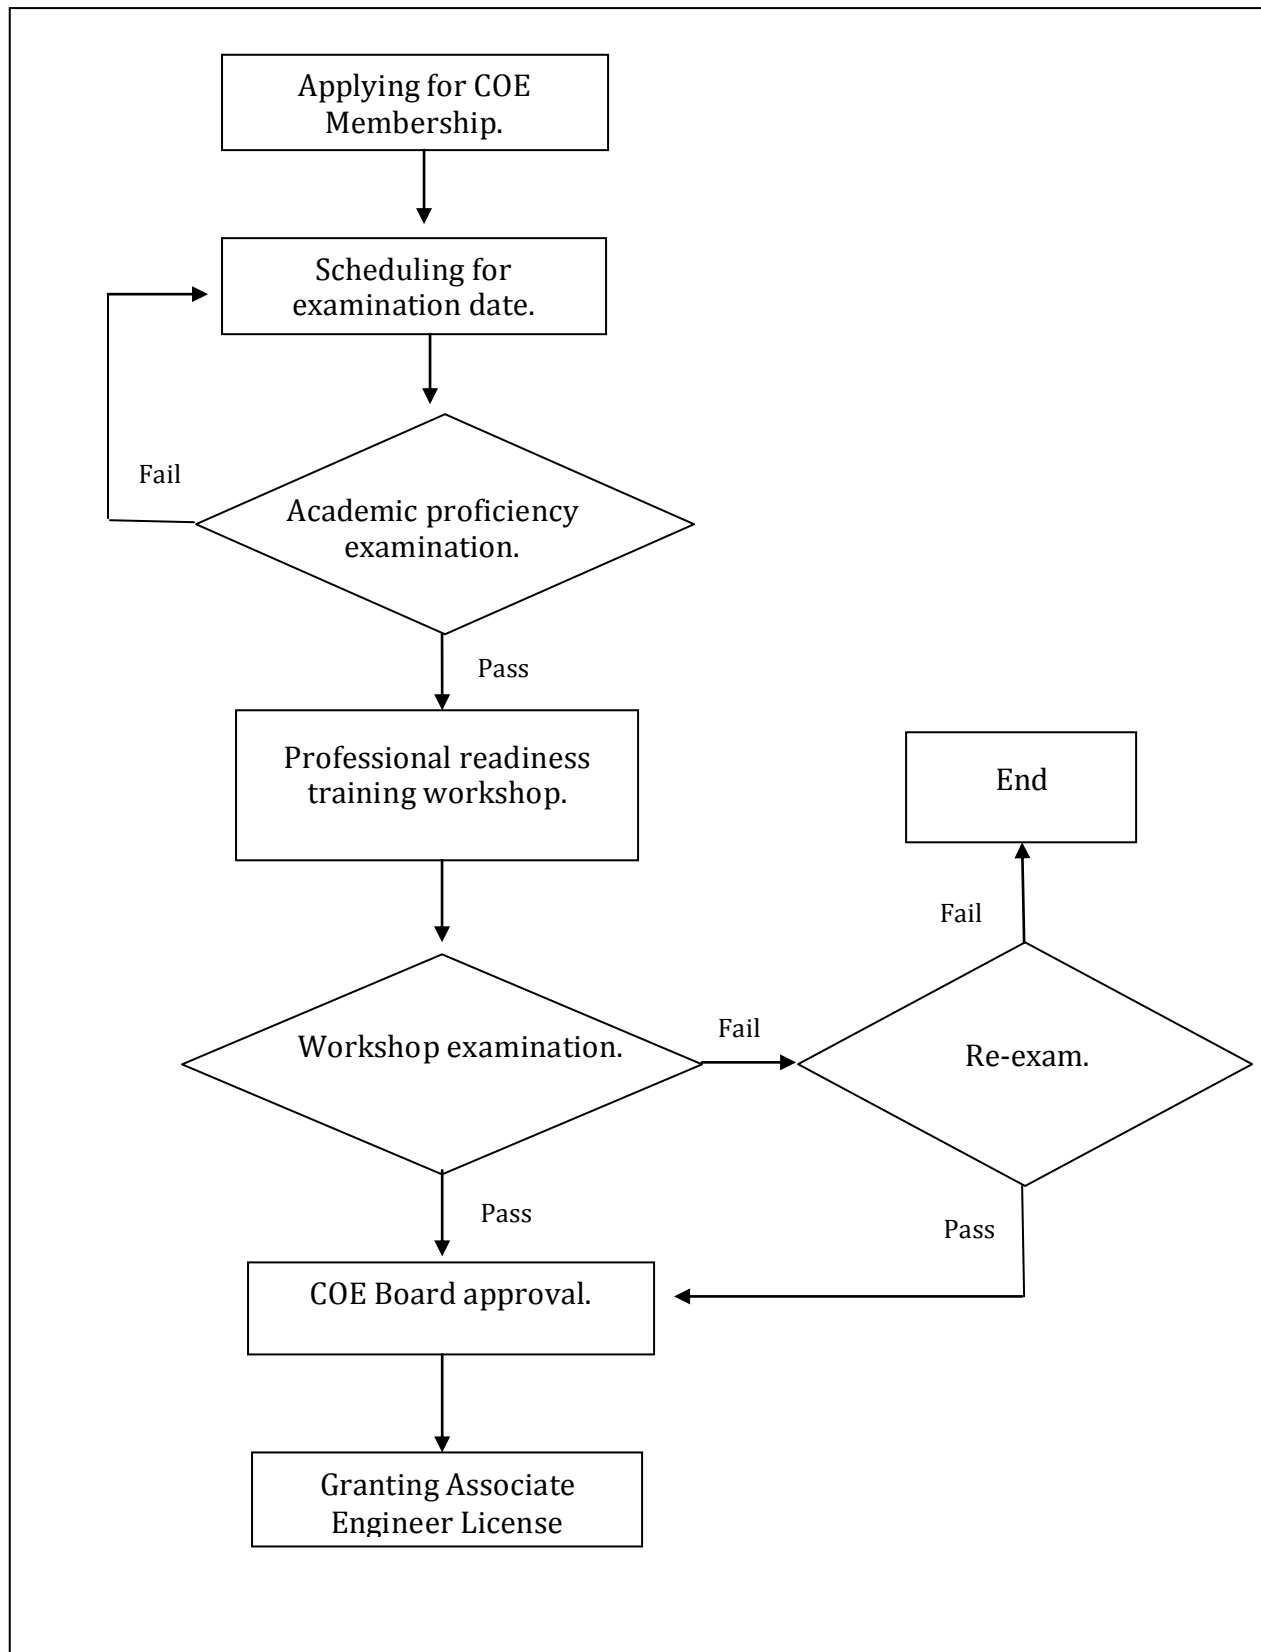 Applying for COE
Membership.
Scheduling for
examination date.
Fail
Academic proficiency
examination.
Pass
Professional readiness
training workshop.
End
Fail
Workshop examination.
Fail
Re-exam.
Pass
Pass
COE Board approval.
Granting Associate
Engineer License